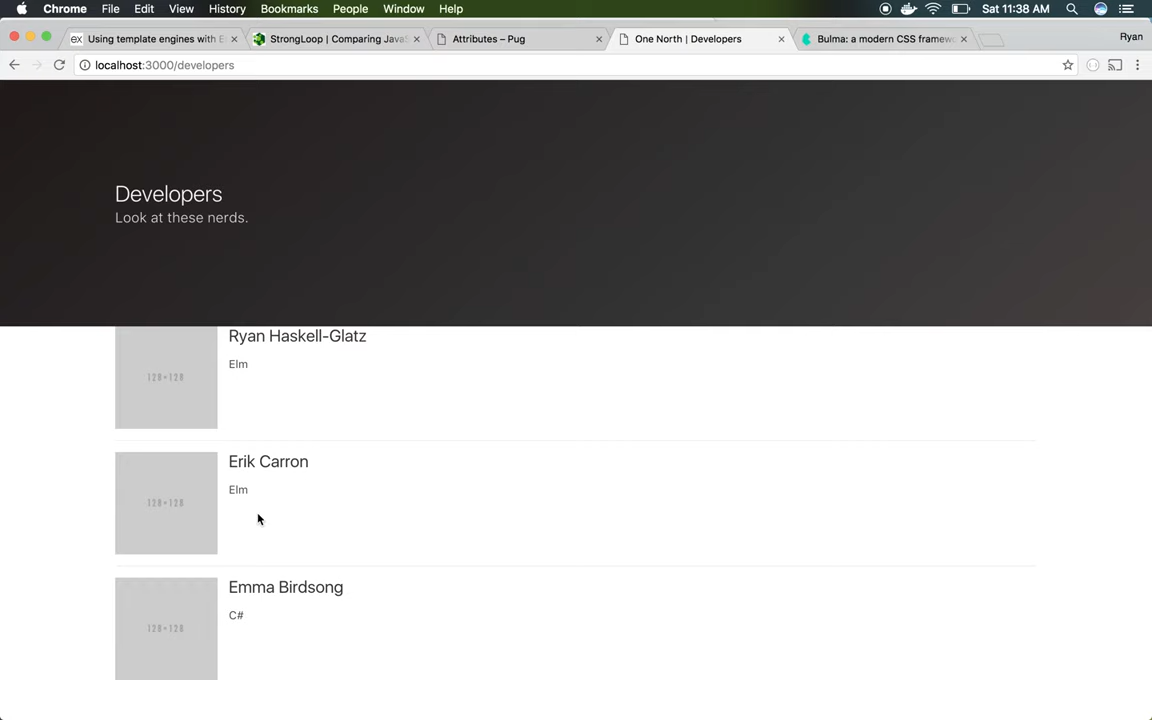 Chrome File Edit View History Bookmarks People Window Help Sat 11:38 AM
ex Using template engines with E
StrongLoop | Comparing JavaS
Attributes – Pug
One North | Developers
Bulma: a modern CSS framew
Ryan
localhost:3000/developers
Developers
Look at these nerds.
128×128
Ryan Haskell-Glatz
Elm
128×128
Erik Carron
Elm
128×128
Emma Birdsong
C#